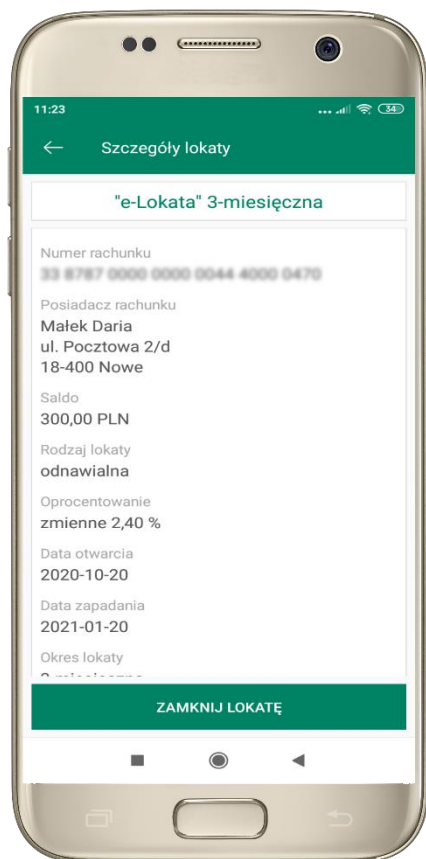 11:23
34
Szczegóły lokaty
"e-Lokata" 3-miesięczna
Numer rachunku
Posiadacz rachunku
Małek Daria
ul. Pocztowa 2/d
18-400 Nowe
Saldo
300,00 PLN
Rodzaj lokaty
odnawialna
Oprocentowanie
zmienne 2,40 %
Data otwarcia
2020-10-20
Data zapadania
2021-01-20
Okres lokaty
ZAMKNIJ LOKATĘ